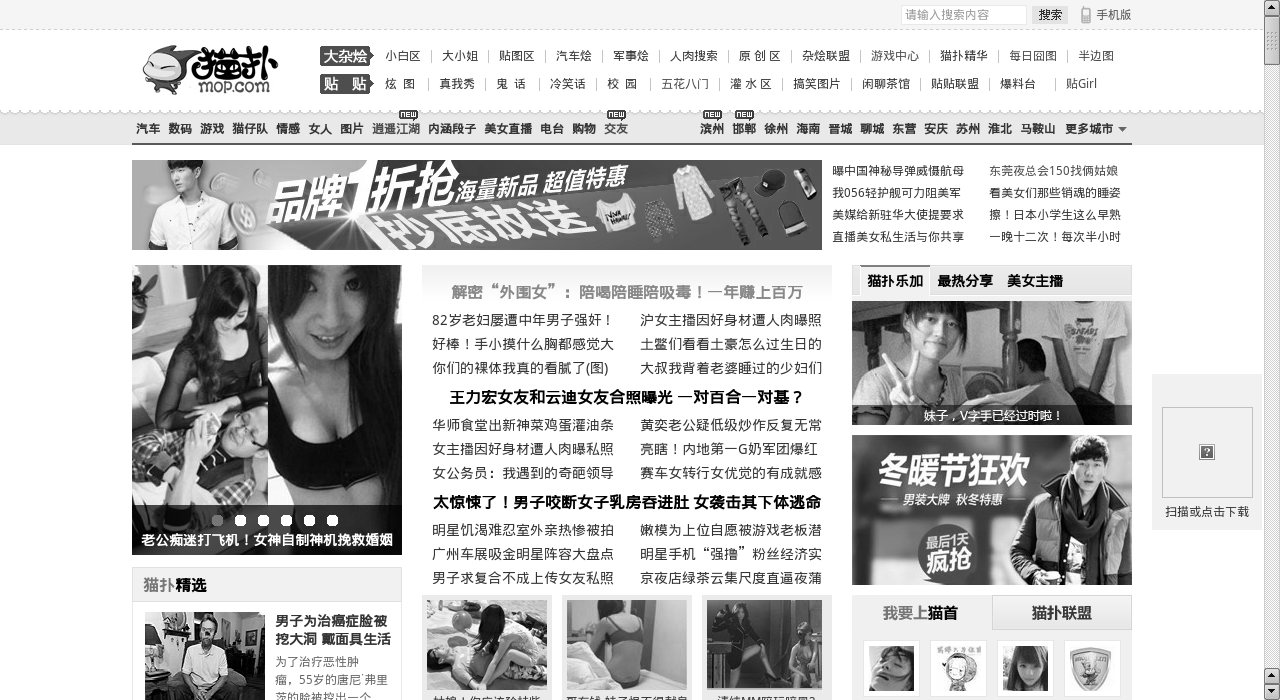 请输入搜索内容 搜索 手机版
猫扑 mop.com
大杂烩 小白区 大小姐 贴图区 汽车烩 军事烩 人肉搜索 原 创 区 杂烩联盟 游戏中心 猫扑精华 每日囧图 半边图
贴 贴 炫 图 真我秀 鬼 话 冷笑话 校 园 五花八门 灌 水 区 搞笑图片 闲聊茶馆 贴贴联盟 爆料台 贴Girl
NEW NEW NEW NEW
汽车 数码 游戏 猫仔队 情感 女人 图片 逍遥江湖 内涵段子 美女直播 电台 购物 交友 滨州 邯郸 徐州 海南 晋城 聊城 东营 安庆 苏州 淮北 马鞍山 更多城市
品牌1折抢 海量新品 超值特惠
抄底放送
曝中国神秘导弹威慑航母 东莞夜总会150找俩姑娘
我056轻护舰可力阻美军 看美女们那些销魂的睡姿
美媒给新驻华大使提要求 擦！日本小学生这么早熟
直播美女私生活与你共享 一晚十二次！每次半小时
老公痴迷打飞机！女神自制神机挽救婚姻
猫扑精选
男子为治癌症脸被
挖大洞 戴面具生活
为了治疗恶性肿
瘤，55岁的唐尼·弗里
茨的脸被挖出一个
解密“外围女”：陪喝陪睡陪吸毒！一年赚上百万
82岁老妇屡遭中年男子强奸！ 沪女主播因好身材遭人肉曝照
好棒！手小摸什么胸都感觉大 土鳖们看看土豪怎么过生日的
你们的裸体我真的看腻了(图) 大叔我背着老婆睡过的少妇们
王力宏女友和云迪女友合照曝光 一对百合一对基？
华师食堂出新神菜鸡蛋灌油条 黄奕老公疑低级炒作反复无常
女主播因好身材遭人肉曝私照 亮瞎！内地第一G奶军团爆红
女公务员：我遇到的奇葩领导 赛车女转行女优觉的有成就感
太惊悚了！男子咬断女子乳房吞进肚 女袭击其下体逃命
明星饥渴难忍室外亲热惨被拍 嫩模为上位自愿被游戏老板潜
广州车展吸金明星阵容大盘点 明星手机“强撸”粉丝经济实
男子求复合不成上传女友私照 京夜店绿茶云集尺度直逼夜蒲
猫扑乐加 最热分享 美女主播
妹子，V字手已经过时啦！
冬暖节狂欢
男装大牌 秋冬特惠
最后1天
疯抢
我要上猫首 猫扑联盟
扫描或点击下载